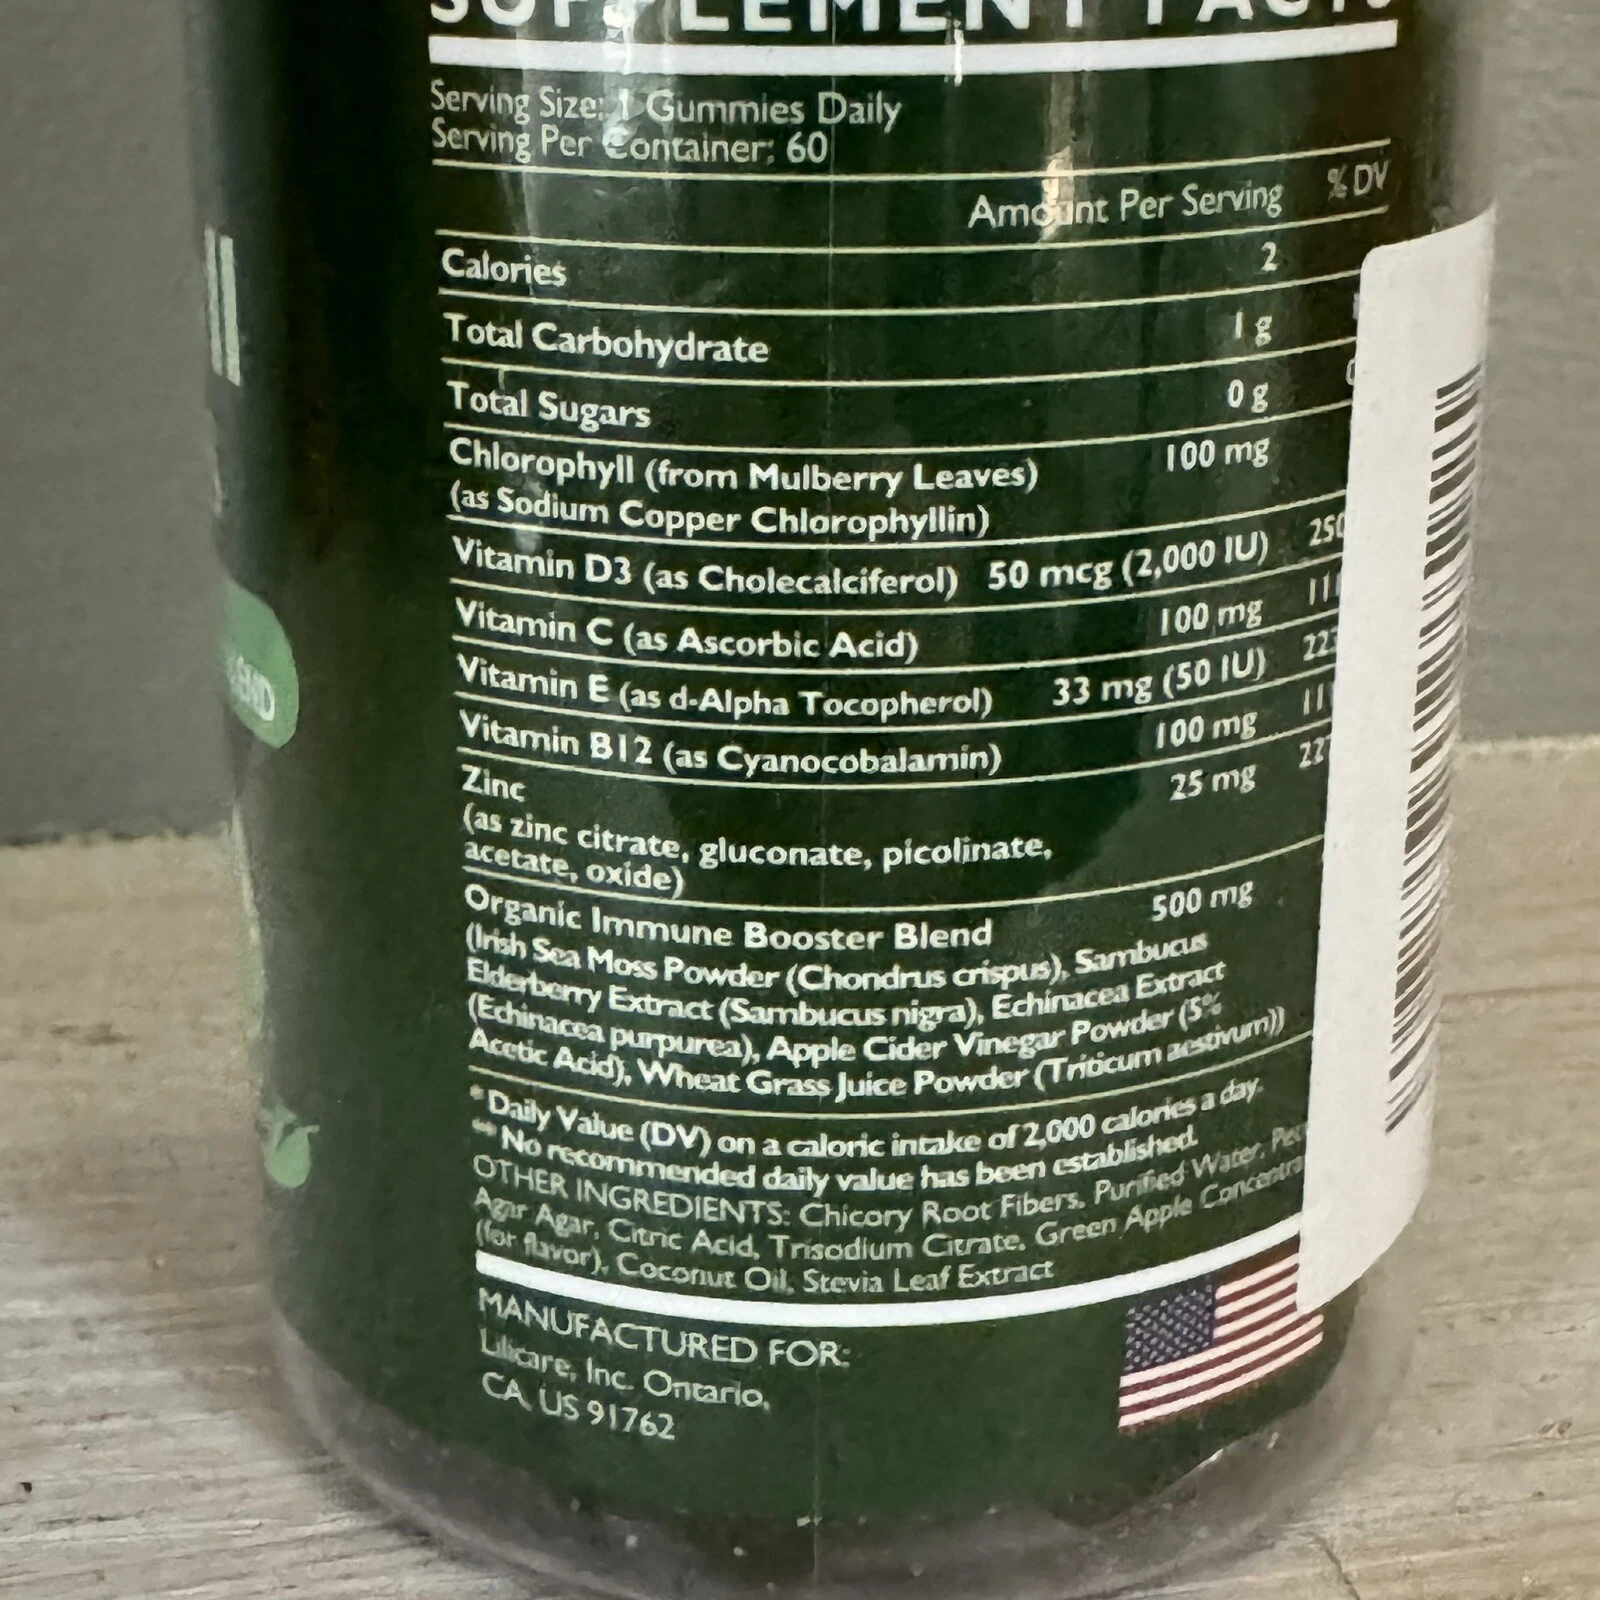 SUPPLEMENT FACTS
Serving Size: 1 Gummies Daily
Serving Per Container: 60
Amount Per Serving % DV
Calories 2
Total Carbohydrate 1 g
Total Sugars 0 g
Chlorophyll (from Mulberry Leaves) 100 mg
(as Sodium Copper Chlorophyllin)
Vitamin D3 (as Cholecalciferol) 50 mcg (2,000 IU) 250
Vitamin C (as Ascorbic Acid) 100 mg 111
Vitamin E (as d-Alpha Tocopherol) 33 mg (50 IU)
Vitamin B12 (as Cyanocobalamin) 100 mg
Zinc 25 mg
(as zinc citrate, gluconate, picolinate,
acetate, oxide)
Organic Immune Booster Blend 500 mg
(Irish Sea Moss Powder (Chondrus crispus), Sambucus
Elderberry Extract (Sambucus nigra), Echinacea Extract
(Echinacea purpurea), Apple Cider Vinegar Powder (5%
Acetic Acid), Wheat Grass Juice Powder (Triticum aestivum))
* Daily Value (DV) on a caloric intake of 2,000 calories a day.
** No recommended daily value has been established.
OTHER INGREDIENTS: Chicory Root Fibers, Purified Water,
Agar Agar, Citric Acid, Trisodium Citrate, Green Apple
(for flavor), Coconut Oil, Stevia Leaf Extract
MANUFACTURED FOR:
Lilicare, Inc. Ontario,
CA, US 91762